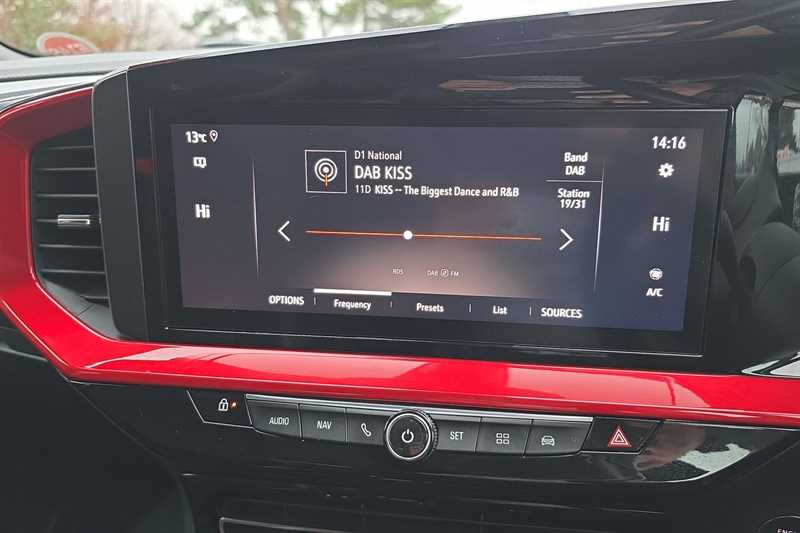 13°C
14:16
D1 National
DAB KISS
11D KISS -- The Biggest Dance and R&B
Band
DAB
Station
19/31
Hi
Hi
RDS
DAB FM
A/C
OPTIONS
Frequency
Presets
List
SOURCES
AUDIO
NAV
SET